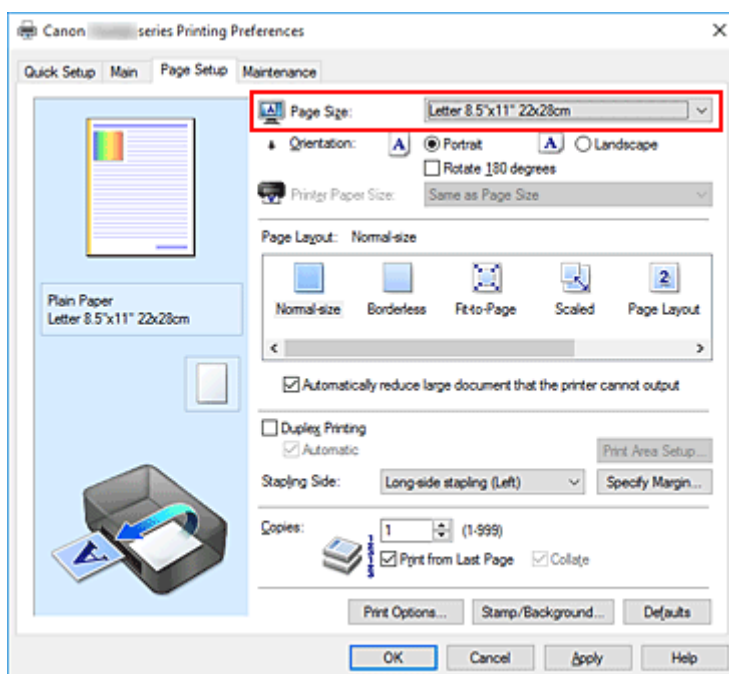 Canon series Printing Preferences
Quick Setup Main Page Setup Maintenance
Page Size: Letter 8.5"x11" 22x28cm
Orientation: A Portrait A Landscape
Rotate 180 degrees
Printer Paper Size: Same as Page Size
Page Layout: Normal-size
Normal-size Borderless Fit-to-Page Scaled Page Layout
Plain Paper
Letter 8.5"x11" 22x28cm
Automatically reduce large document that the printer cannot output
Duplex Printing
Automatic Print Area Setup...
Stapling Side: Long-side stapling (Left) Specify Margin...
Copies: 1 (1-999)
Print from Last Page Collate
Print Options... Stamp/Background... Defaults
OK Cancel Apply Help